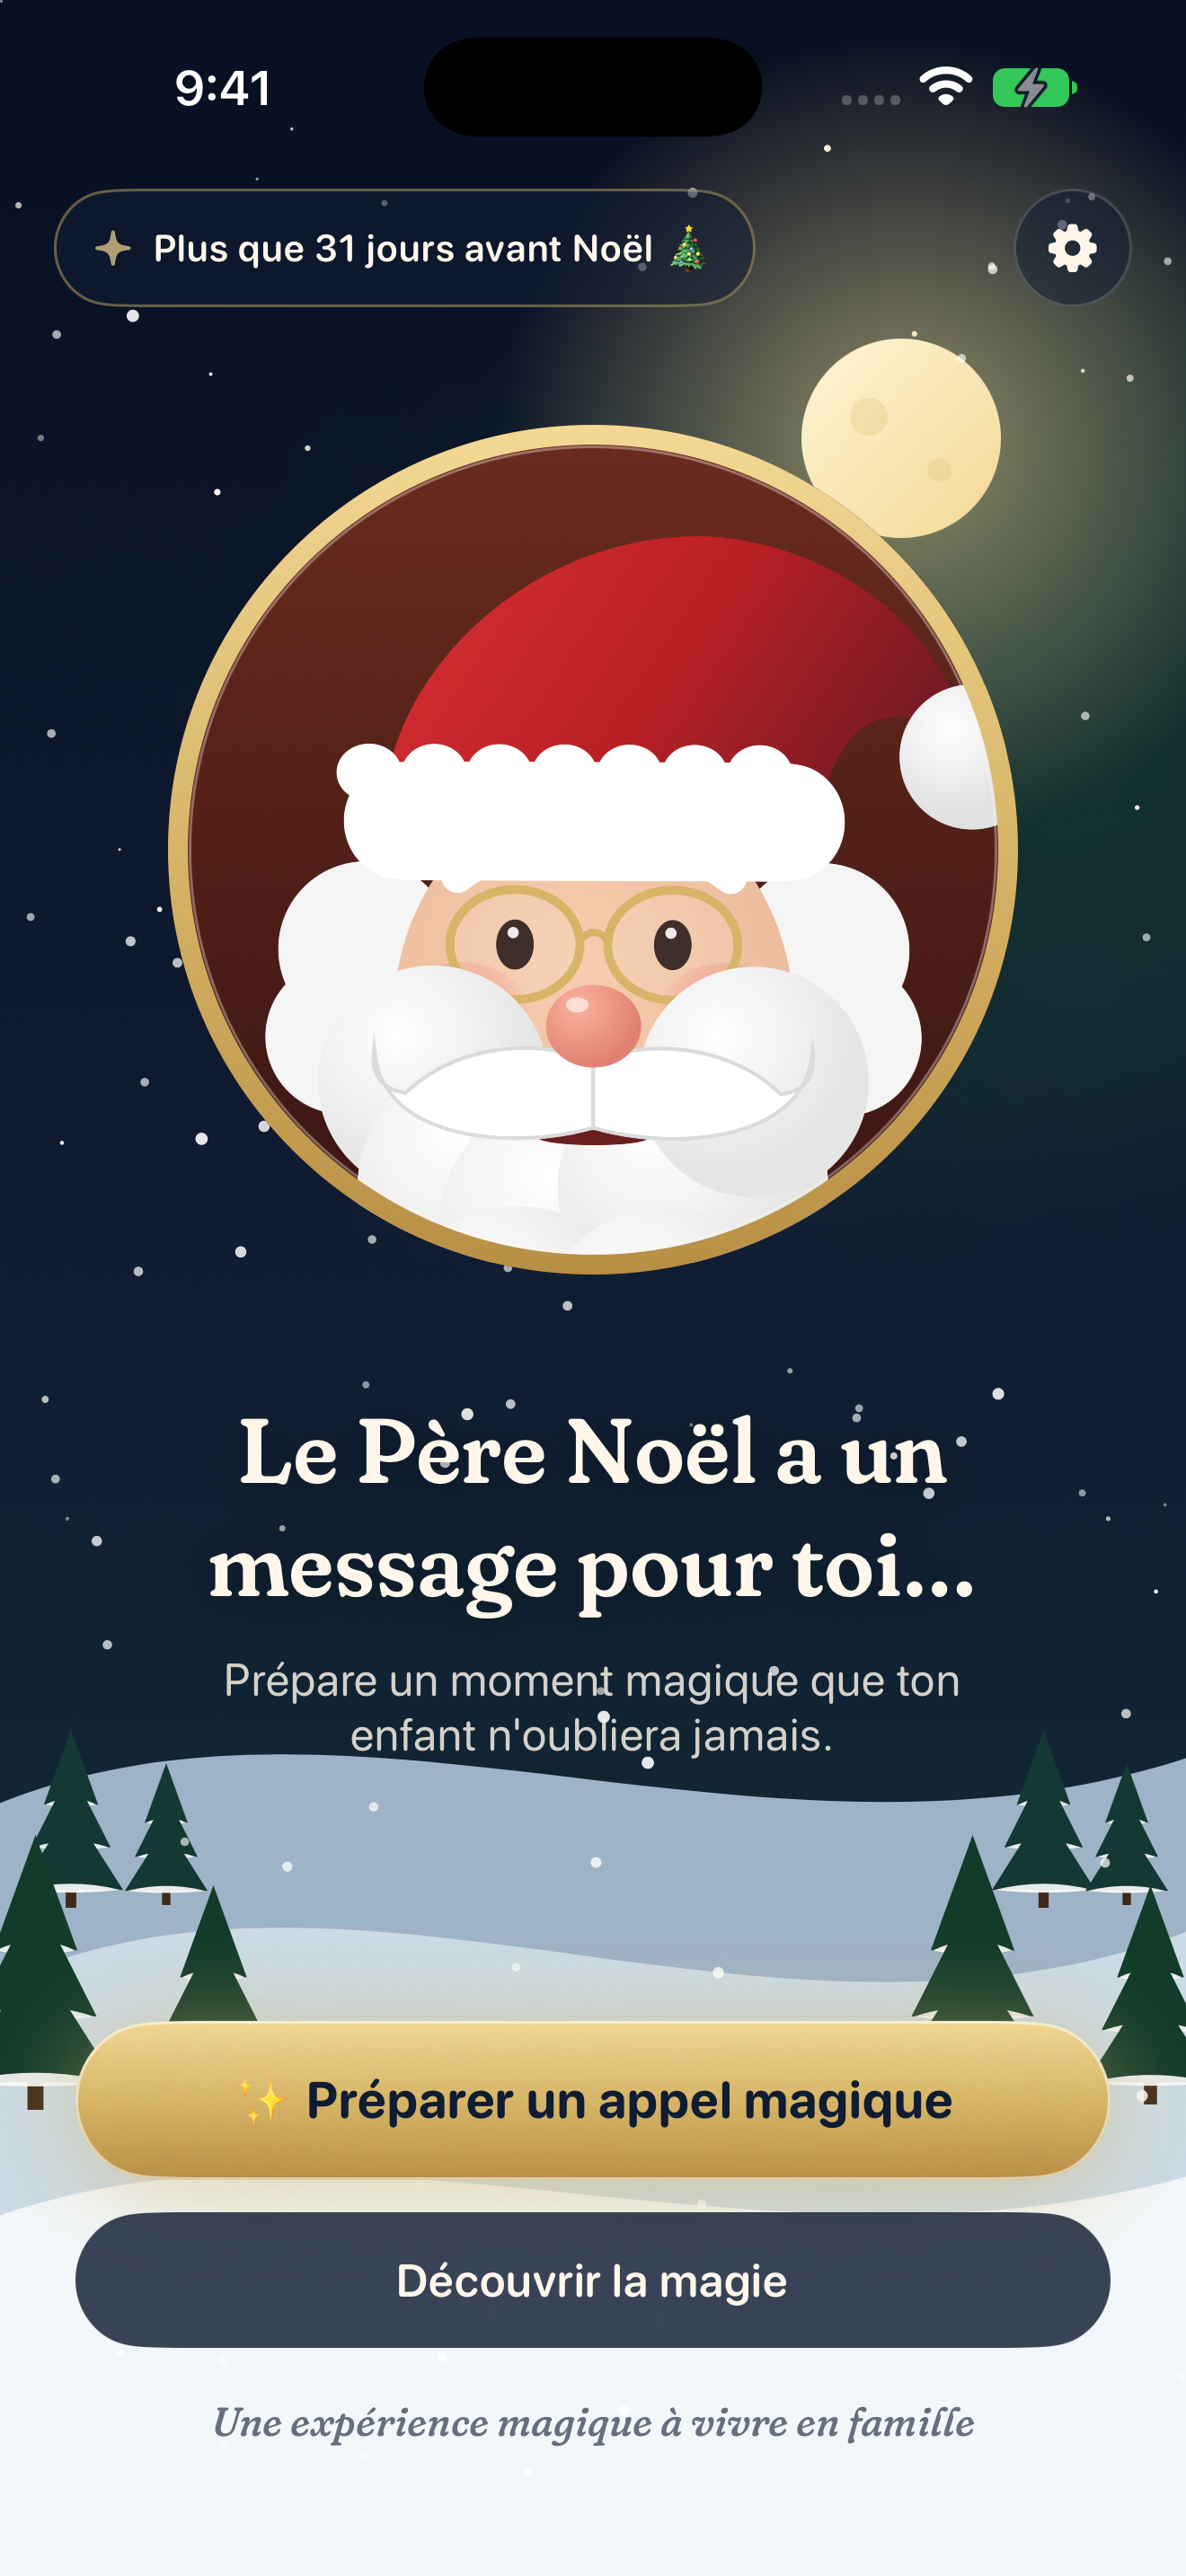 9:41
Plus que 31 jours avant Noël 🎄
Le Père Noël a un
message pour toi...
Prépare un moment magique que ton
enfant n'oubliera jamais.
✨ Préparer un appel magique
Découvrir la magie
Une expérience magique à vivre en famille